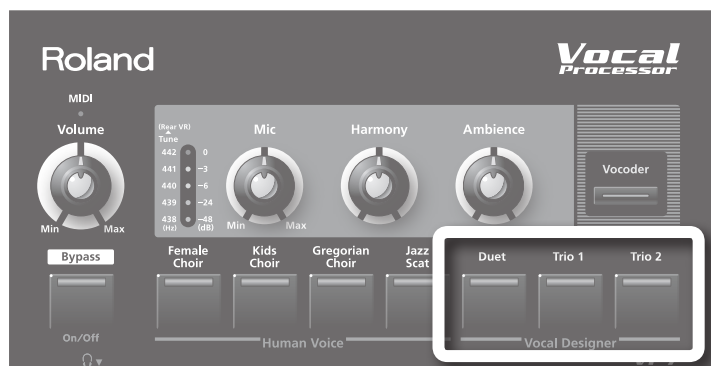 Roland
Vocal
Processor
MIDI
Volume
Min Max
(Rear VR)
Tune
442 0
441 -3
440 -6
439 -24
438 -48
(Hz) (dB)
Mic
Min Max
Harmony
Ambience
Vocoder
Bypass
On/Off
Female
Choir
Kids
Choir
Gregorian
Choir
Jazz
Scat
Duet
Trio 1
Trio 2
Human Voice
Vocal Designer